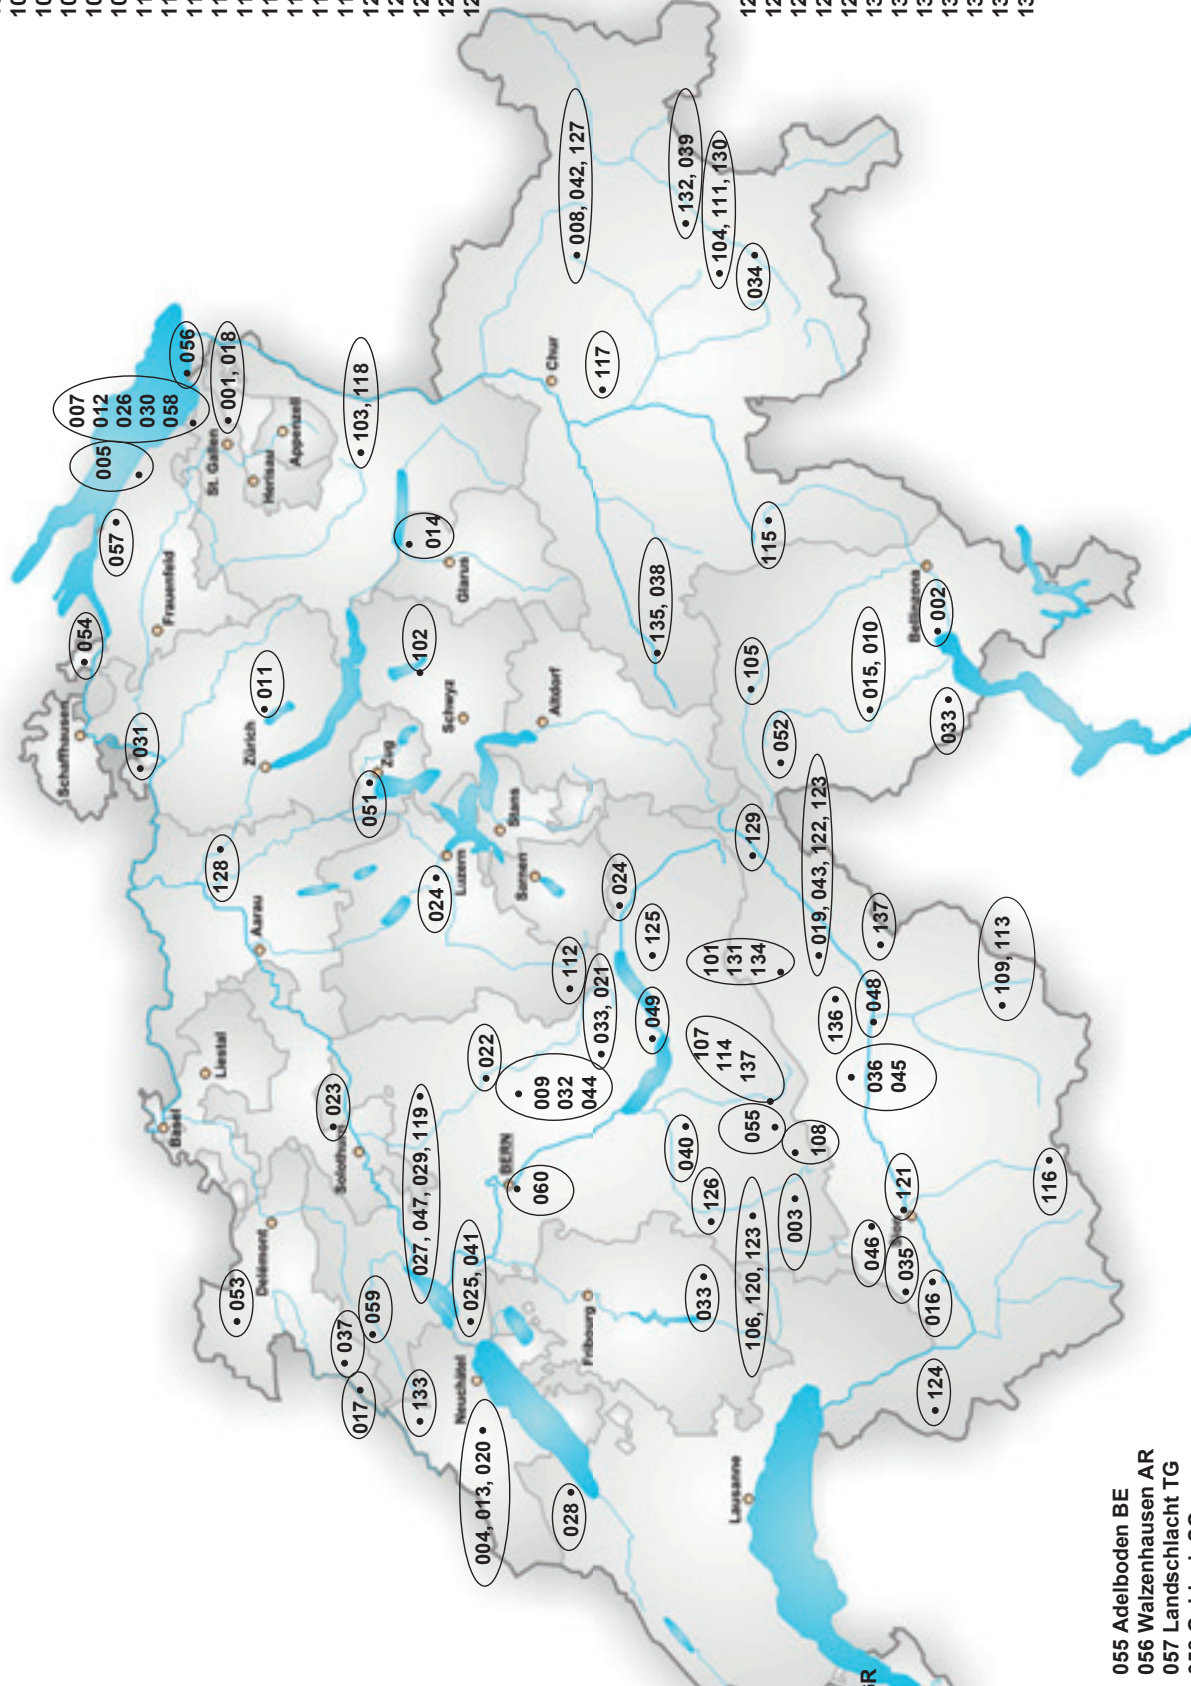 Schaffhausen
054
031
057
005
007
012
026
030
058
056
Frauenfeld
001, 018
St. Gallen
Herisau
Appenzell
103, 118
Basel
Liestal
053
Delémont
023
Solothurn
128
Aarau
Zürich
011
051
Zug
102
014
Glarus
037
017
059
133
027, 047, 029, 119
025, 041
Neuchâtel
004, 013, 020
028
BERN
060
022
009
032
044
033, 021
112
024
Luzern
Schwyz
Stans
Sarnen
Altdorf
024
125
049
Fribourg
033
126
040
106, 120, 123
003
055
108
107
114
137
101
131
134
129
135, 038
105
052
115
117
Chur
008, 042, 127
132, 039
104, 111, 130
034
Lausanne
124
016
035
046
Sion
121
116
036
045
048
136
137
019, 043, 122, 123
109, 113
015, 010
033
002
Bellinzona
055 Adelboden BE
056 Walzenhausen AR
057 Landschlacht TG